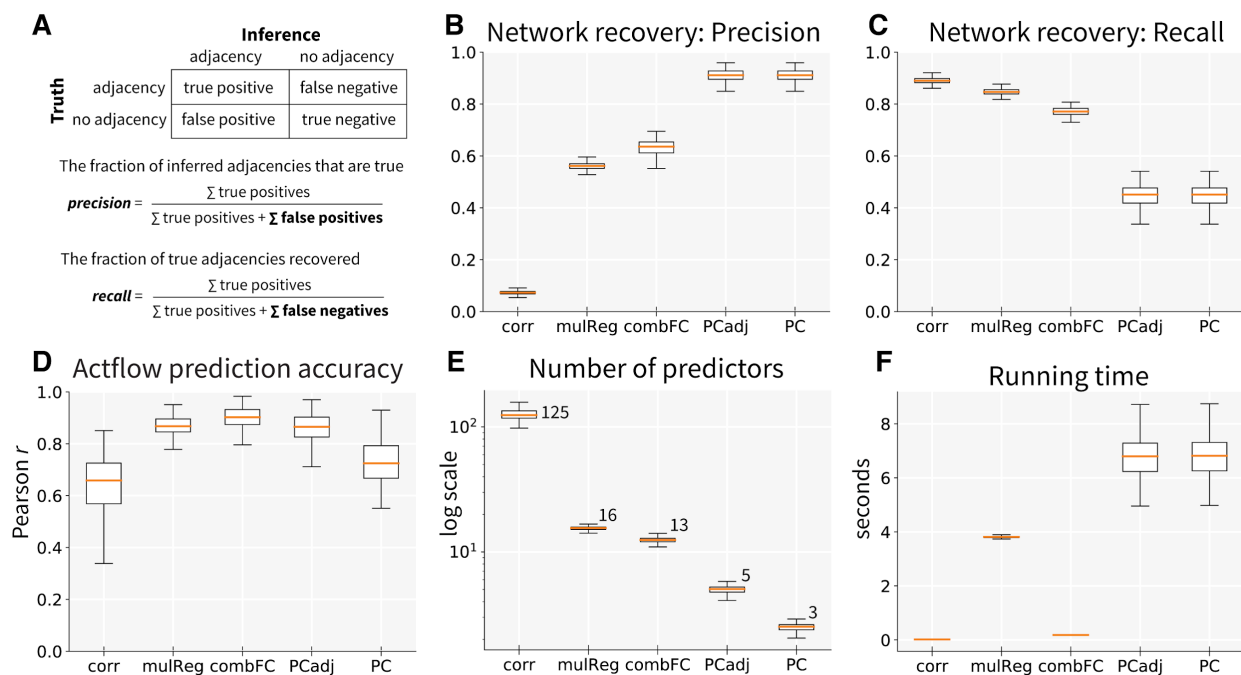 A
Inference
adjacency no adjacency
Truth
adjacency true positive false negative
no adjacency false positive true negative
The fraction of inferred adjacencies that are true
precision = ∑ true positives
∑ true positives + ∑ false positives
The fraction of true adjacencies recovered
recall = ∑ true positives
∑ true positives + ∑ false negatives
B Network recovery: Precision
1.0
0.8
0.6
0.4
0.2
0.0
corr mulReg combFC PCadj PC
C Network recovery: Recall
1.0
0.8
0.6
0.4
0.2
0.0
corr mulReg combFC PCadj PC
D Actflow prediction accuracy
Pearson r
1.0
0.8
0.6
0.4
0.2
0.0
corr mulReg combFC PCadj PC
E Number of predictors
log scale
10²
10¹
125
16
13
5
3
corr mulReg combFC PCadj PC
F Running time
seconds
8
6
4
2
0
corr mulReg combFC PCadj PC